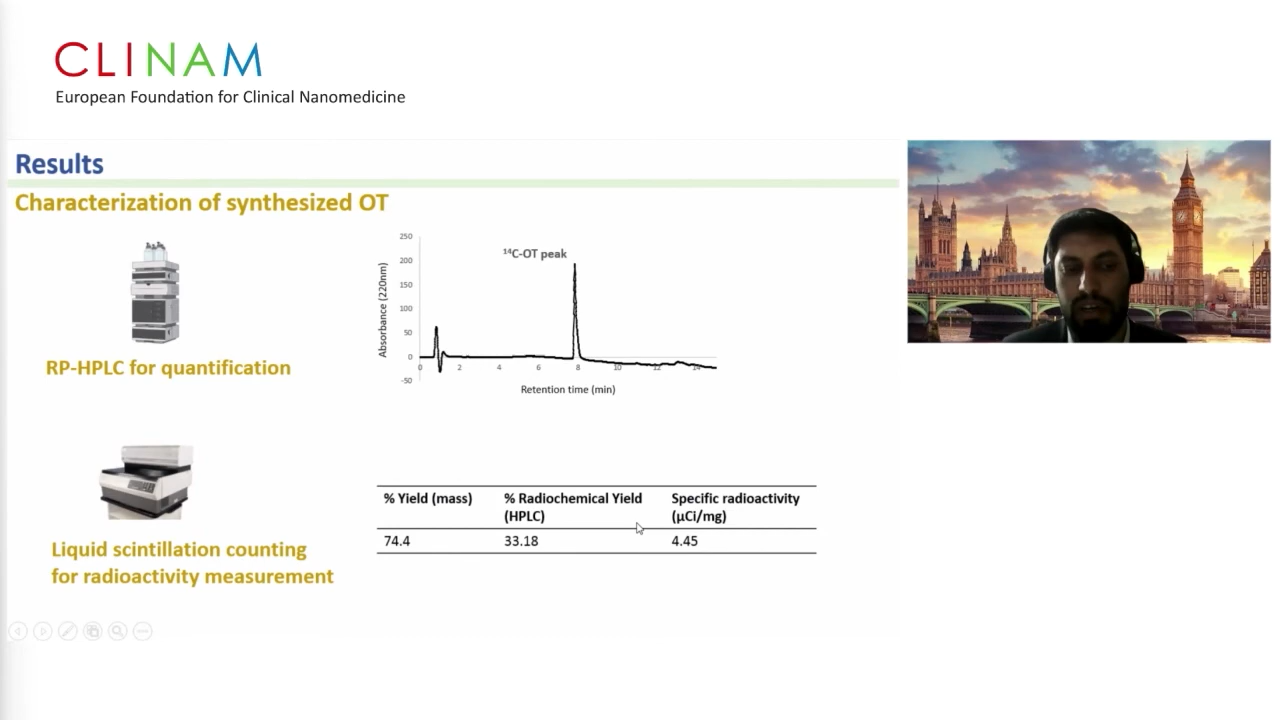 CLINAM
European Foundation for Clinical Nanomedicine
Results
Characterization of synthesized OT
RP-HPLC for quantification
250
200
150
100
50
0
-50
Absorbance (220nm)
¹⁴C-OT peak
0 2 4 6 8 10 12 14
Retention time (min)
Liquid scintillation counting
for radioactivity measurement
% Yield (mass) % Radiochemical Yield Specific radioactivity
(HPLC) (µCi/mg)
74.4 33.18 4.45